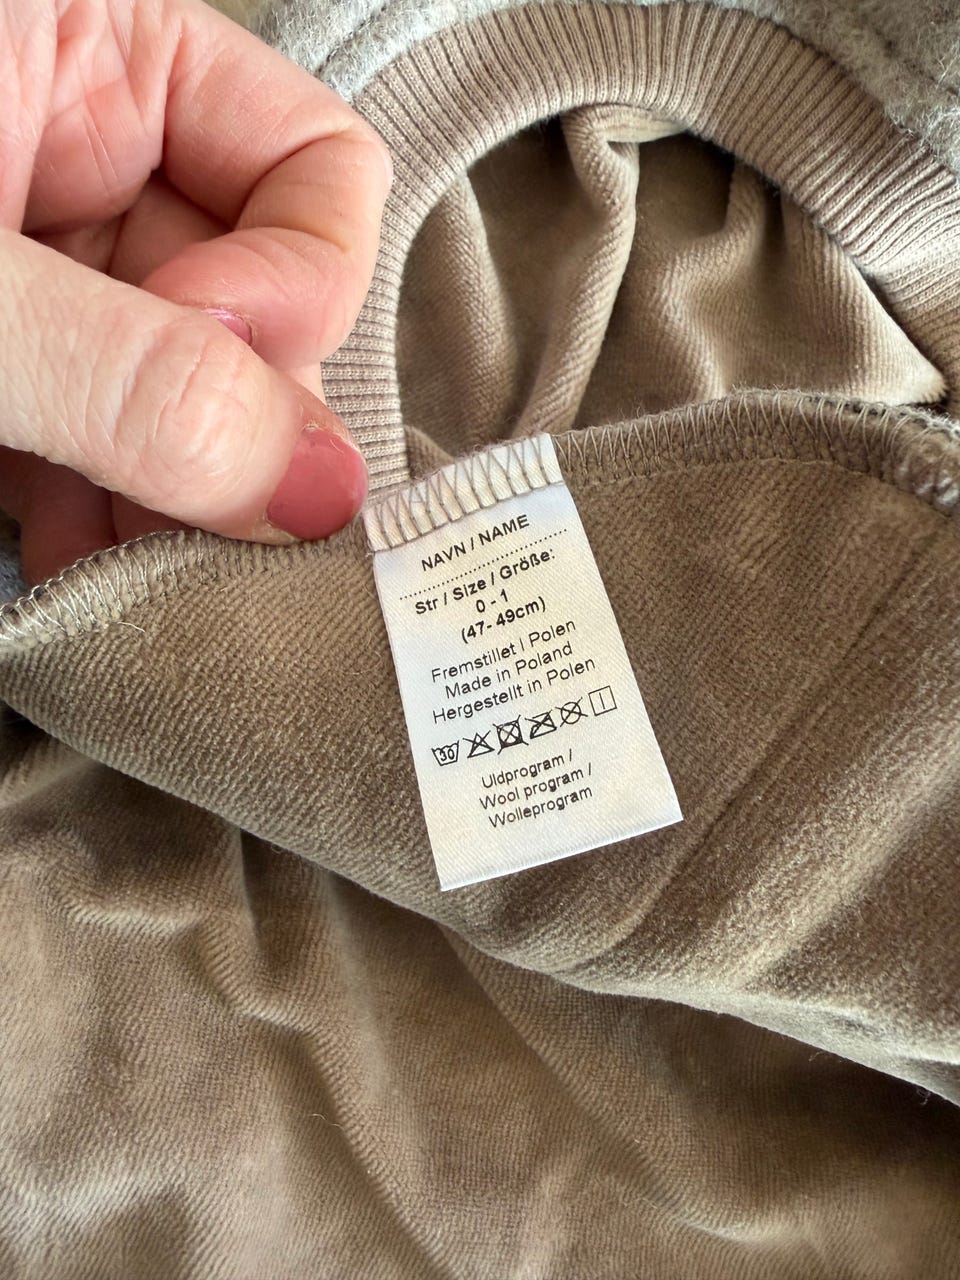 NAVN / NAME
Str / Size / Größe:
0 - 1
(47- 49cm)
Fremstillet I Polen
Made in Poland
Hergestellt in Polen
30
Uldprogram /
Wool program /
Wolleprogram